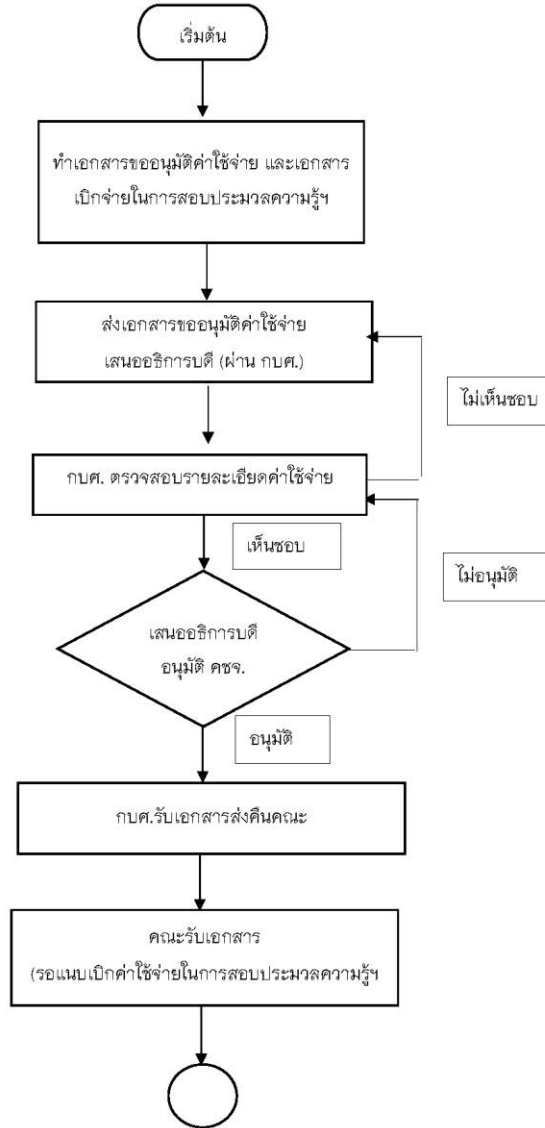 เริ่มต้น
ทำเอกสารขออนุมัติค่าใช้จ่าย และเอกสาร
เบิกจ่ายในการสอบประมวลความรู้ฯ
ส่งเอกสารขออนุมัติค่าใช้จ่าย
เสนออธิการบดี (ผ่าน กบศ.)
ไม่เห็นชอบ
กบศ. ตรวจสอบรายละเอียดค่าใช้จ่าย
เห็นชอบ
ไม่อนุมัติ
เสนออธิการบดี
อนุมัติ คชจ.
อนุมัติ
กบศ.รับเอกสารส่งคืนคณะ
คณะรับเอกสาร
(รอแนบเบิกค่าใช้จ่ายในการสอบประมวลความรู้ฯ